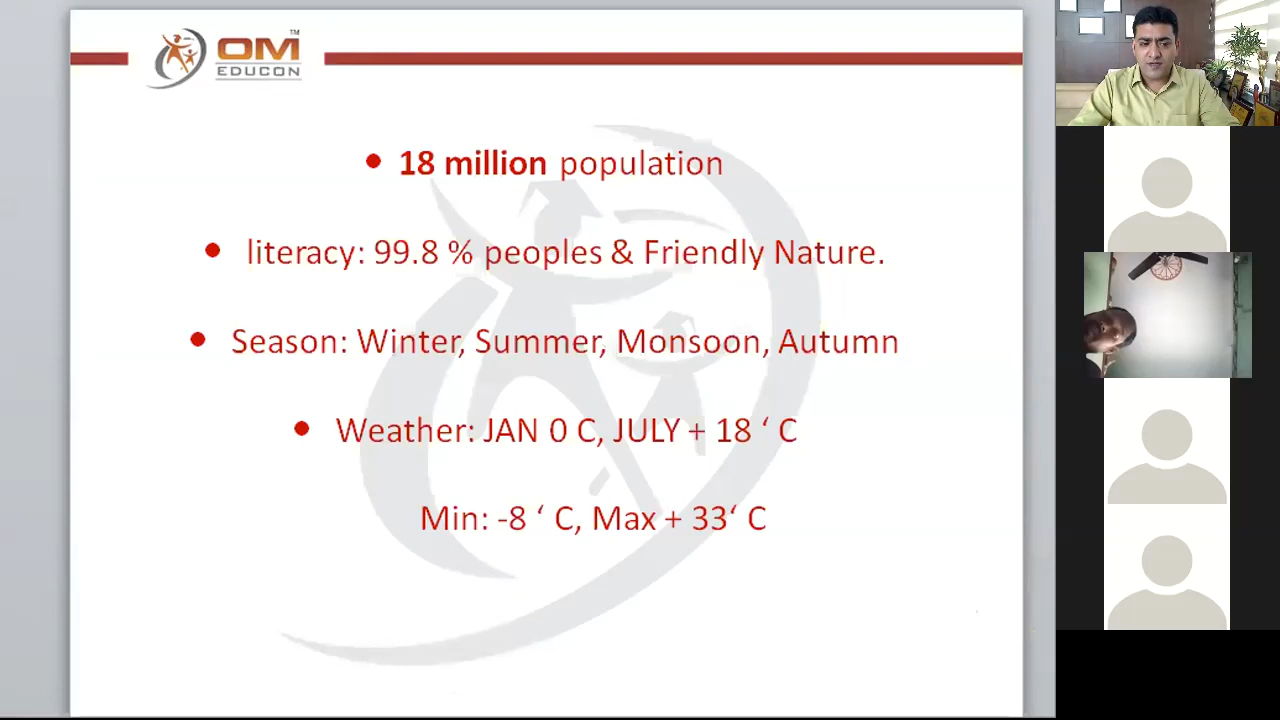 OM
TM
EDUCON
• 18 million population
• literacy: 99.8 % peoples & Friendly Nature.
• Season: Winter, Summer, Monsoon, Autumn
• Weather: JAN 0 C, JULY + 18 ‘ C
Min: -8 ‘ C, Max + 33‘ C